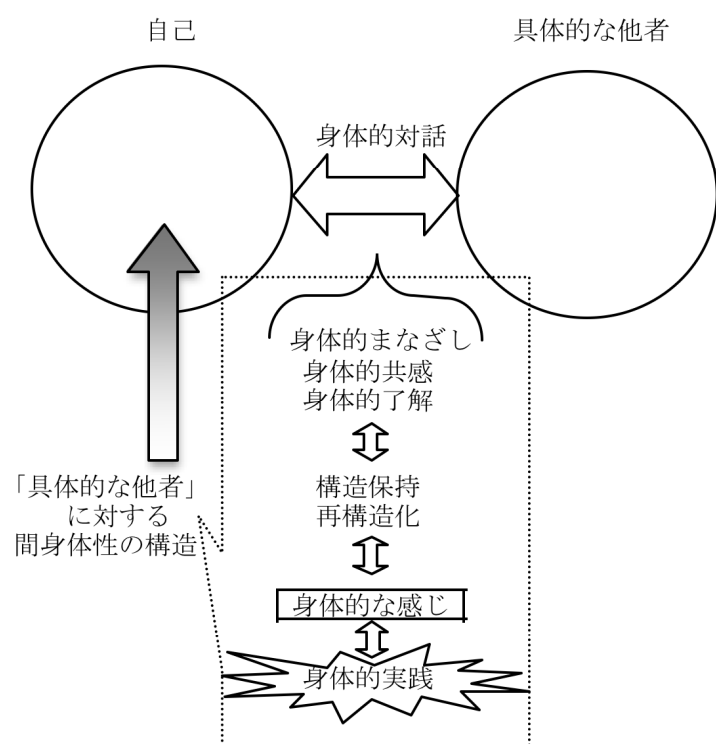 自己
具体的な他者
身体的対話
身体的まなざし
身体的共感
身体的了解
「具体的な他者」
に対する
間身体性の構造
構造保持
再構造化
身体的な感じ
身体的実践